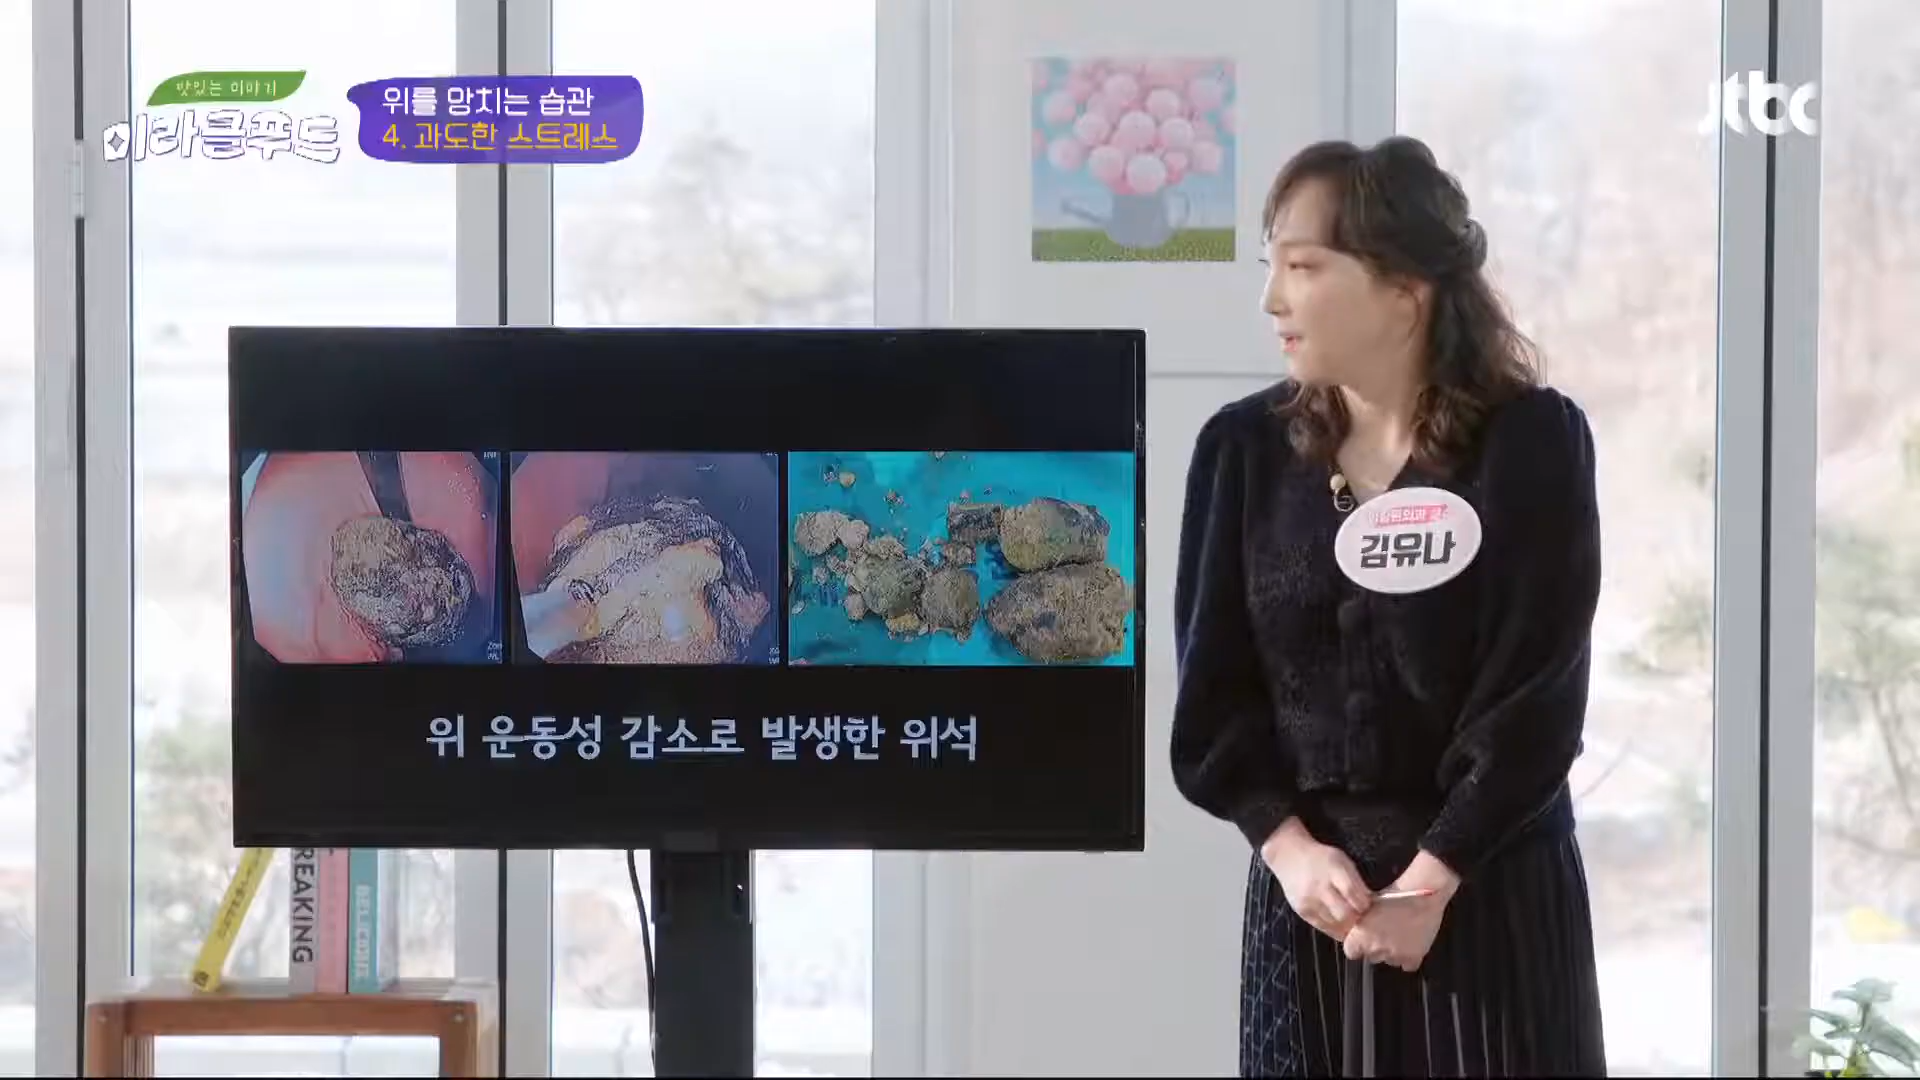 맛있는 이야기
미라클푸드
위를 망치는 습관
4. 과도한 스트레스
jtbc
김유나
위 운동성 감소로 발생한 위석
REAKING
DELICIOUS